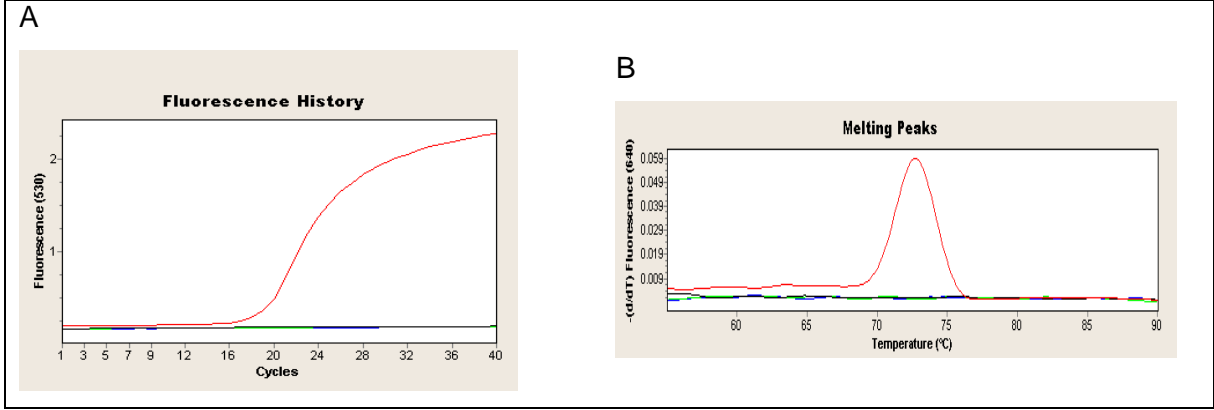 A
Fluorescence History
Fluorescence (530)
2
1
1 3 5 7 9 12 16 20 24 28 32 36 40
Cycles
B
Melting Peaks
-(d/dT) Fluorescence (640)
0.059
0.049
0.039
0.029
0.019
0.009
60 65 70 75 80 85 90
Temperature (°C)